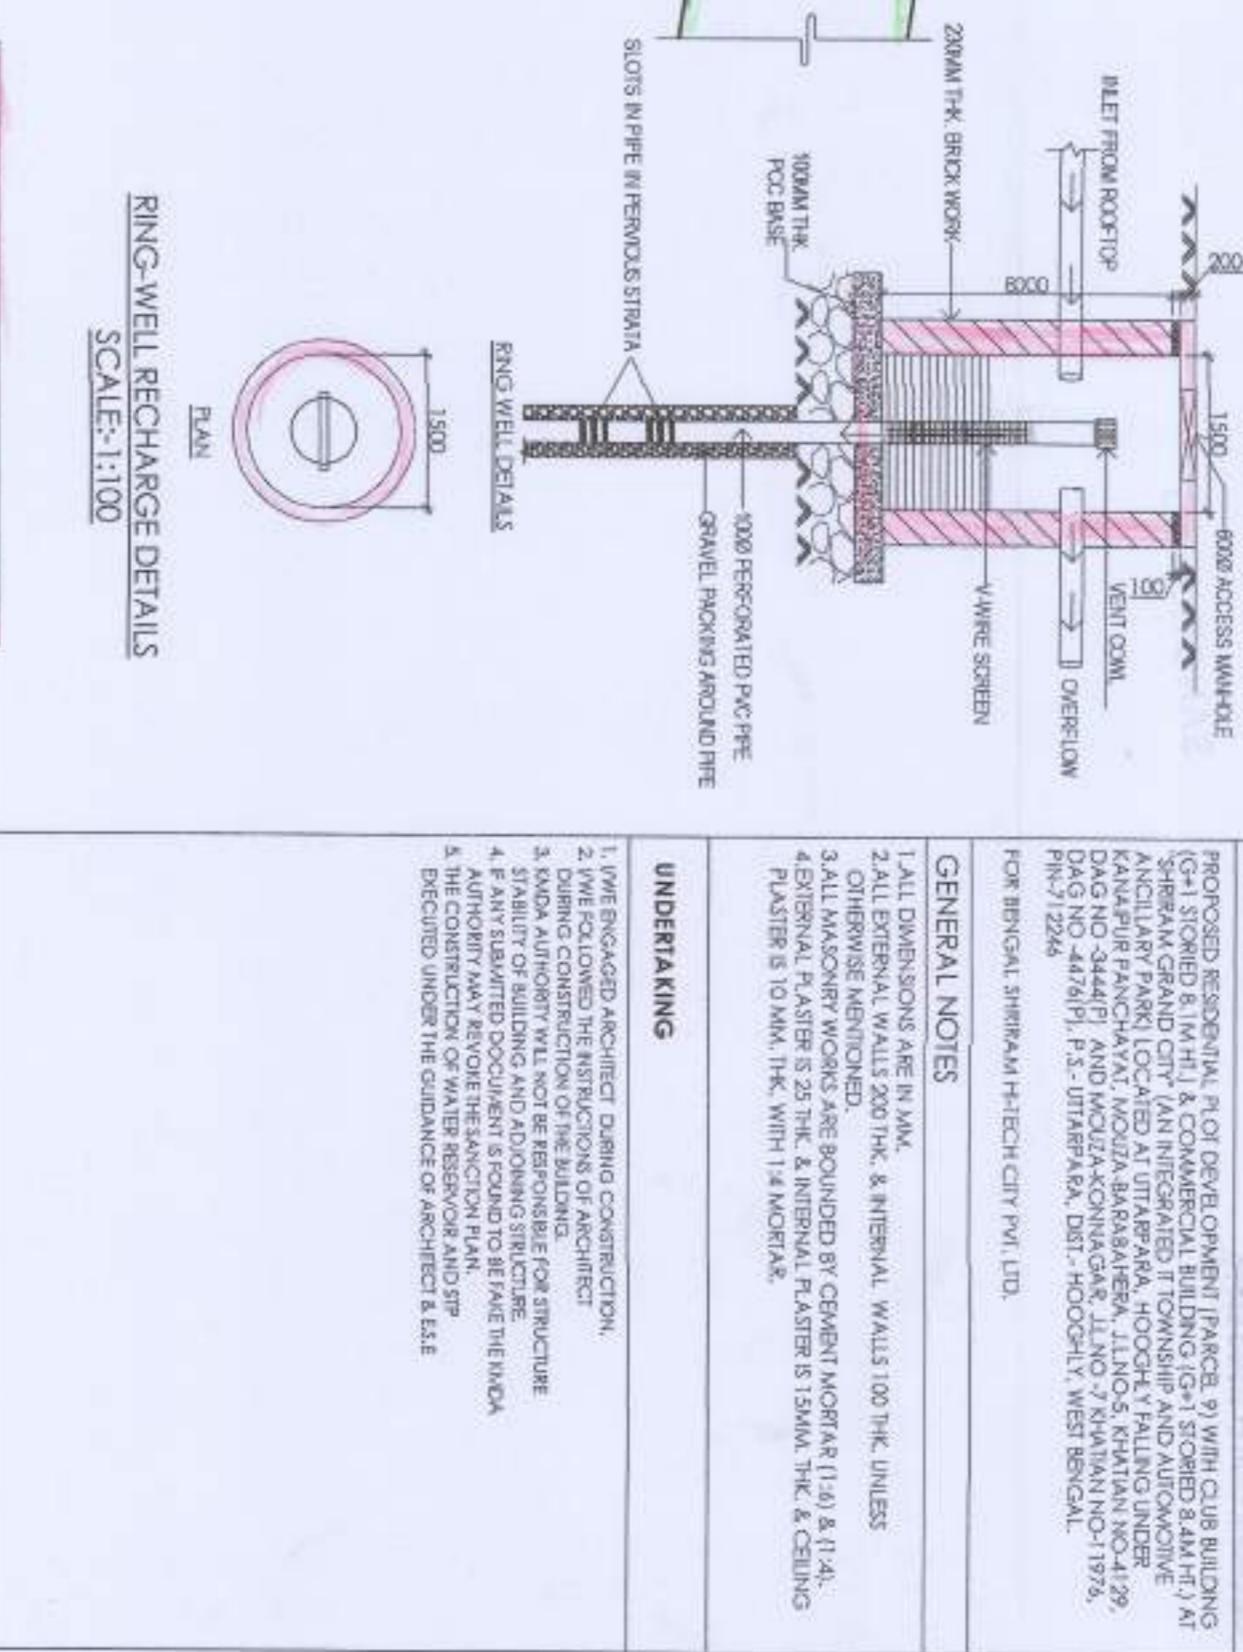 200
1500
600Ø ACCESS MANHOLE
100
INLET FROM ROOFTOP
VENT COWL
OVERFLOW
6000
230MM THK. BRICK WORK
V-WIRE SCREEN
100MM THK.
PCC BASE
100Ø PERFORATED PVC PIPE
GRAVEL PACKING AROUND PIPE
SLOTS IN PIPE IN PERVIOUS STRATA
RING WELL DETAILS
1500
PLAN
RING-WELL RECHARGE DETAILS
SCALE:-1:100
PROPOSED RESIDENTIAL PLOT DEVELOPMENT (PARCEL 9) WITH CLUB BUILDING
(G+1 STORIED 8.1M HT.) & COMMERCIAL BUILDING (G+1 STORIED 8.4M HT.) AT
"SHRIRAM GRAND CITY" (AN INTEGRATED IT TOWNSHIP AND AUTOMOTIVE
ANCILLARY PARK) LOCATED AT UTTARPARA, HOOGHLY FALLING UNDER
KANAIPUR PANCHAYAT, MOUZA-BARABAHERA, J.L.NO-5, KHATIAN NO-4129,
DAG NO -3444(P) AND MOUZA-KONNAGAR, J.L.NO -7 KHATIAN NO-11976,
DAG NO -4476(P), P.S.- UTTARPARA, DIST.- HOOGHLY, WEST BENGAL.
PIN-712246
FOR BENGAL SHRIRAM HI-TECH CITY PVT. LTD.
GENERAL NOTES
1.ALL DIMENSIONS ARE IN MM.
2.ALL EXTERNAL WALLS 200 THK. & INTERNAL WALLS 100 THK. UNLESS
OTHERWISE MENTIONED.
3.ALL MASONRY WORKS ARE BOUNDED BY CEMENT MORTAR (1:6) & (1:4).
4.EXTERNAL PLASTER IS 25 THK. & INTERNAL PLASTER IS 15MM. THK. & CEILING
PLASTER IS 10 MM. THK. WITH 1:4 MORTAR.
UNDERTAKING
1. I/WE ENGAGED ARCHITECT DURING CONSTRUCTION.
2. I/WE FOLLOWED THE INSTRUCTIONS OF ARCHITECT
DURING CONSTRUCTION OF THE BUILDING.
3. KMDA AUTHORITY WILL NOT BE RESPONSIBLE FOR STRUCTURE
STABILITY OF BUILDING AND ADJOINING STRUCTURE.
4. IF ANY SUBMITTED DOCUMENT IS FOUND TO BE FAKE THE KMDA
AUTHORITY MAY REVOKE THE SANCTION PLAN.
5. THE CONSTRUCTION OF WATER RESERVOIR AND STP
EXECUTED UNDER THE GUIDANCE OF ARCHITECT & E.S.E